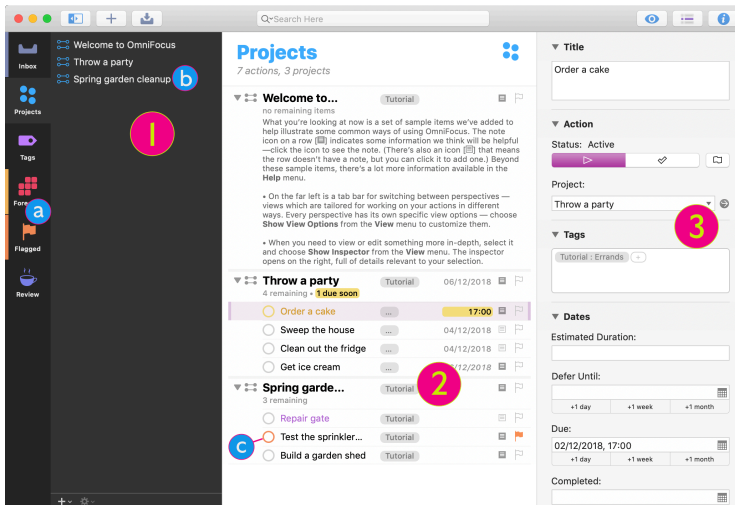 Search Here
Inbox
Projects
Tags
Fore
Flagged
Review
a
Welcome to OmniFocus
Throw a party
Spring garden cleanup
b
1
Projects
7 actions, 3 projects
Welcome to... Tutorial
no remaining items
What you're looking at now is a set of sample items we've added to
help illustrate some common ways of using OmniFocus. The note
icon on a row [ ] indicates some information we think will be helpful
—click the icon to see the note. (There's also an icon [ ] that means
the row doesn't have a note, but you can click it to add one.) Beyond
these sample items, there's a lot more information available in the
Help menu.
• On the far left is a tab bar for switching between perspectives —
views which are tailored for working on your actions in different
ways. Every perspective has its own specific view options — choose
Show View Options from the View menu to customize them.
• When you need to view or edit something more in-depth, select it
and choose Show Inspector from the View menu. The inspector
opens on the right, full of details relevant to your selection.
Throw a party Tutorial 06/12/2018
4 remaining • 1 due soon
Order a cake ... 17:00
Sweep the house ... 04/12/2018
Clean out the fridge ... 04/12/2018
Get ice cream ... /12/2018
2
Spring garde... Tutorial
3 remaining
Repair gate Tutorial
c
Test the sprinkler... Tutorial
Build a garden shed Tutorial
Title
Order a cake
Action
Status: Active
Project:
Throw a party
3
Tags
Tutorial : Errands +
Dates
Estimated Duration:
Defer Until:
+1 day +1 week +1 month
Due:
02/12/2018, 17:00
+1 day +1 week +1 month
Completed: